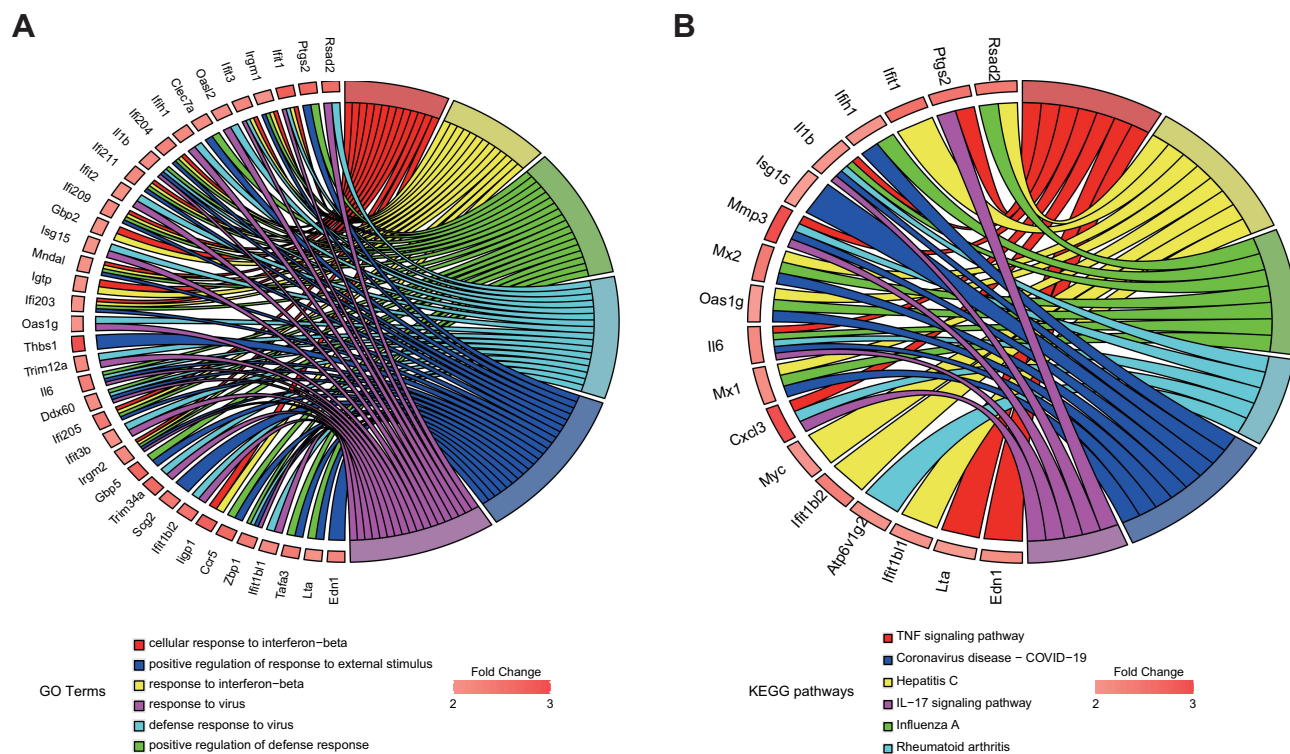 A
Rsad2
Ptgs2
Ifit1
Irgm1
Ifit3
Oasl2
Clec7a
Ifih1
Ifi204
Il1b
Ifi211
Ifit2
Ifi209
Gbp2
Isg15
Mndal
Igtp
Ifi203
Oas1g
Thbs1
Trim12a
Il6
Ddx60
Ifi205
Ifit3b
Irgm2
Gbp5
Trim34a
Scg2
Ifit1bl2
Iigp1
Ccr5
Zbp1
Ifit1bl1
Tafa3
Lta
Edn1
GO Terms
cellular response to interferon−beta
positive regulation of response to external stimulus
response to interferon−beta
response to virus
defense response to virus
positive regulation of defense response
Fold Change
2 3
B
Rsad2
Ptgs2
Ifit1
Ifih1
Il1b
Isg15
Mmp3
Mx2
Oas1g
Il6
Mx1
Cxcl3
Myc
Ifit1bl2
Atp6v1g2
Ifit1bl1
Lta
Edn1
KEGG pathways
TNF signaling pathway
Coronavirus disease − COVID−19
Hepatitis C
IL−17 signaling pathway
Influenza A
Rheumatoid arthritis
Fold Change
2 3